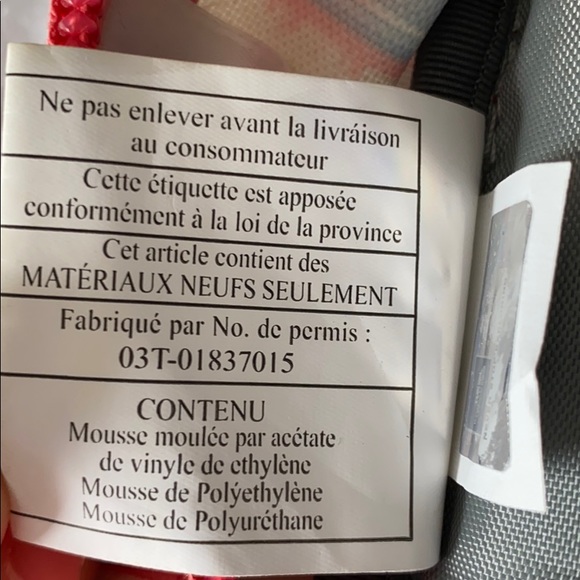 Ne pas enlever avant la livráison
au consommateur
Cette étiquette est apposée
conformément à la loi de la province
Cet article contient des
MATÉRIAUX NEUFS SEULEMENT
Fabriqué par No. de permis :
03T-01837015
CONTENU
Mousse moulée par acétate
de vinyle de ethylène
Mousse de Polýethylène
Mousse de Polyuréthane